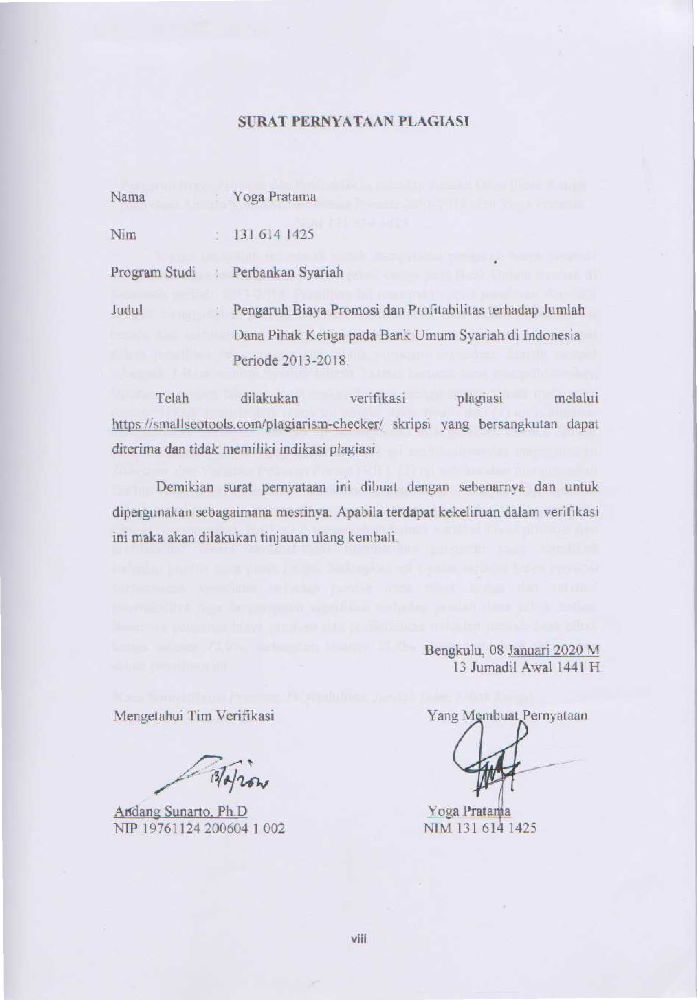 SURAT PERNYATAAN PLAGIASI
Nama : Yoga Pratama
Nim : 131 614 1425
Program Studi : Perbankan Syariah
Judul : Pengaruh Biaya Promosi dan Profitabilitas terhadap Jumlah
Dana Pihak Ketiga pada Bank Umum Syariah di Indonesia
Periode 2013-2018.
Telah dilakukan verifikasi plagiasi melalui
https://smallseotools.com/plagiarism-checker/ skripsi yang bersangkutan dapat
diterima dan tidak memiliki indikasi plagiasi
Demikian surat pernyataan ini dibuat dengan sebenarnya dan untuk
dipergunakan sebagaimana mestinya. Apabila terdapat kekeliruan dalam verifikasi
ini maka akan dilakukan tinjauan ulang kembali.
Bengkulu, 08 Januari 2020 M
13 Jumadil Awal 1441 H
Mengetahui Tim Verifikasi
Yang Membuat Pernyataan
Andang Sunarto, Ph.D
Yoga Pratama
NIP 19761124 200604 1 002
NIM 131 614 1425
viii